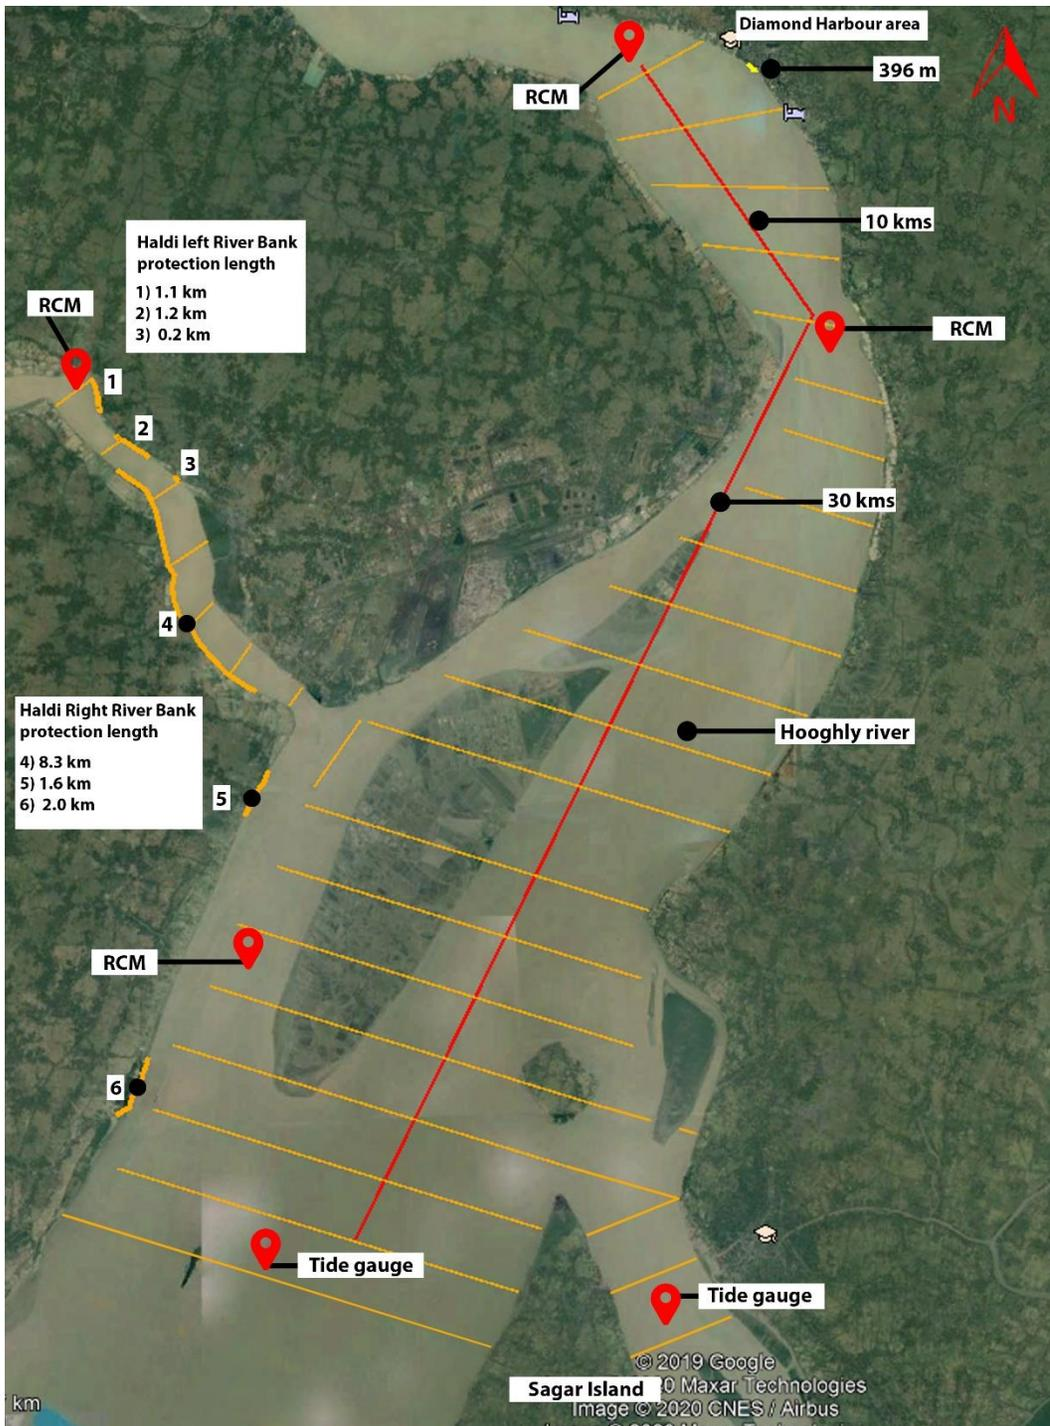 Diamond Harbour area
396 m
RCM
N
10 kms
Haldi left River Bank
protection length
1) 1.1 km
2) 1.2 km
3) 0.2 km
RCM
RCM
1
2
3
30 kms
4
Haldi Right River Bank
protection length
4) 8.3 km
5) 1.6 km
6) 2.0 km
Hooghly river
5
RCM
6
Tide gauge
Tide gauge
© 2019 Google
Sagar Island
0 Maxar Technologies
km
Image © 2020 CNES / Airbus